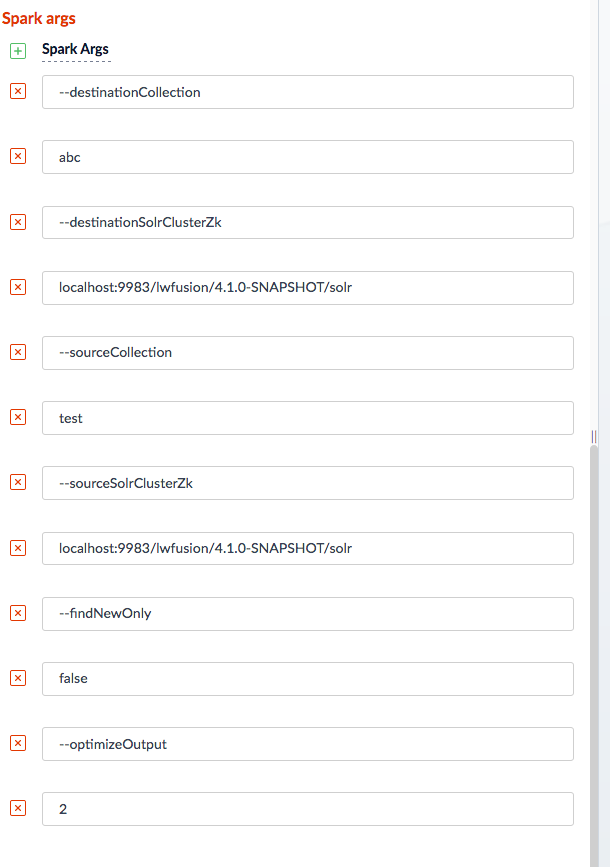 Spark args
Spark Args
--destinationCollection
abc
--destinationSolrClusterZk
localhost:9983/lwfusion/4.1.0-SNAPSHOT/solr
--sourceCollection
test
--sourceSolrClusterZk
localhost:9983/lwfusion/4.1.0-SNAPSHOT/solr
--findNewOnly
false
--optimizeOutput
2